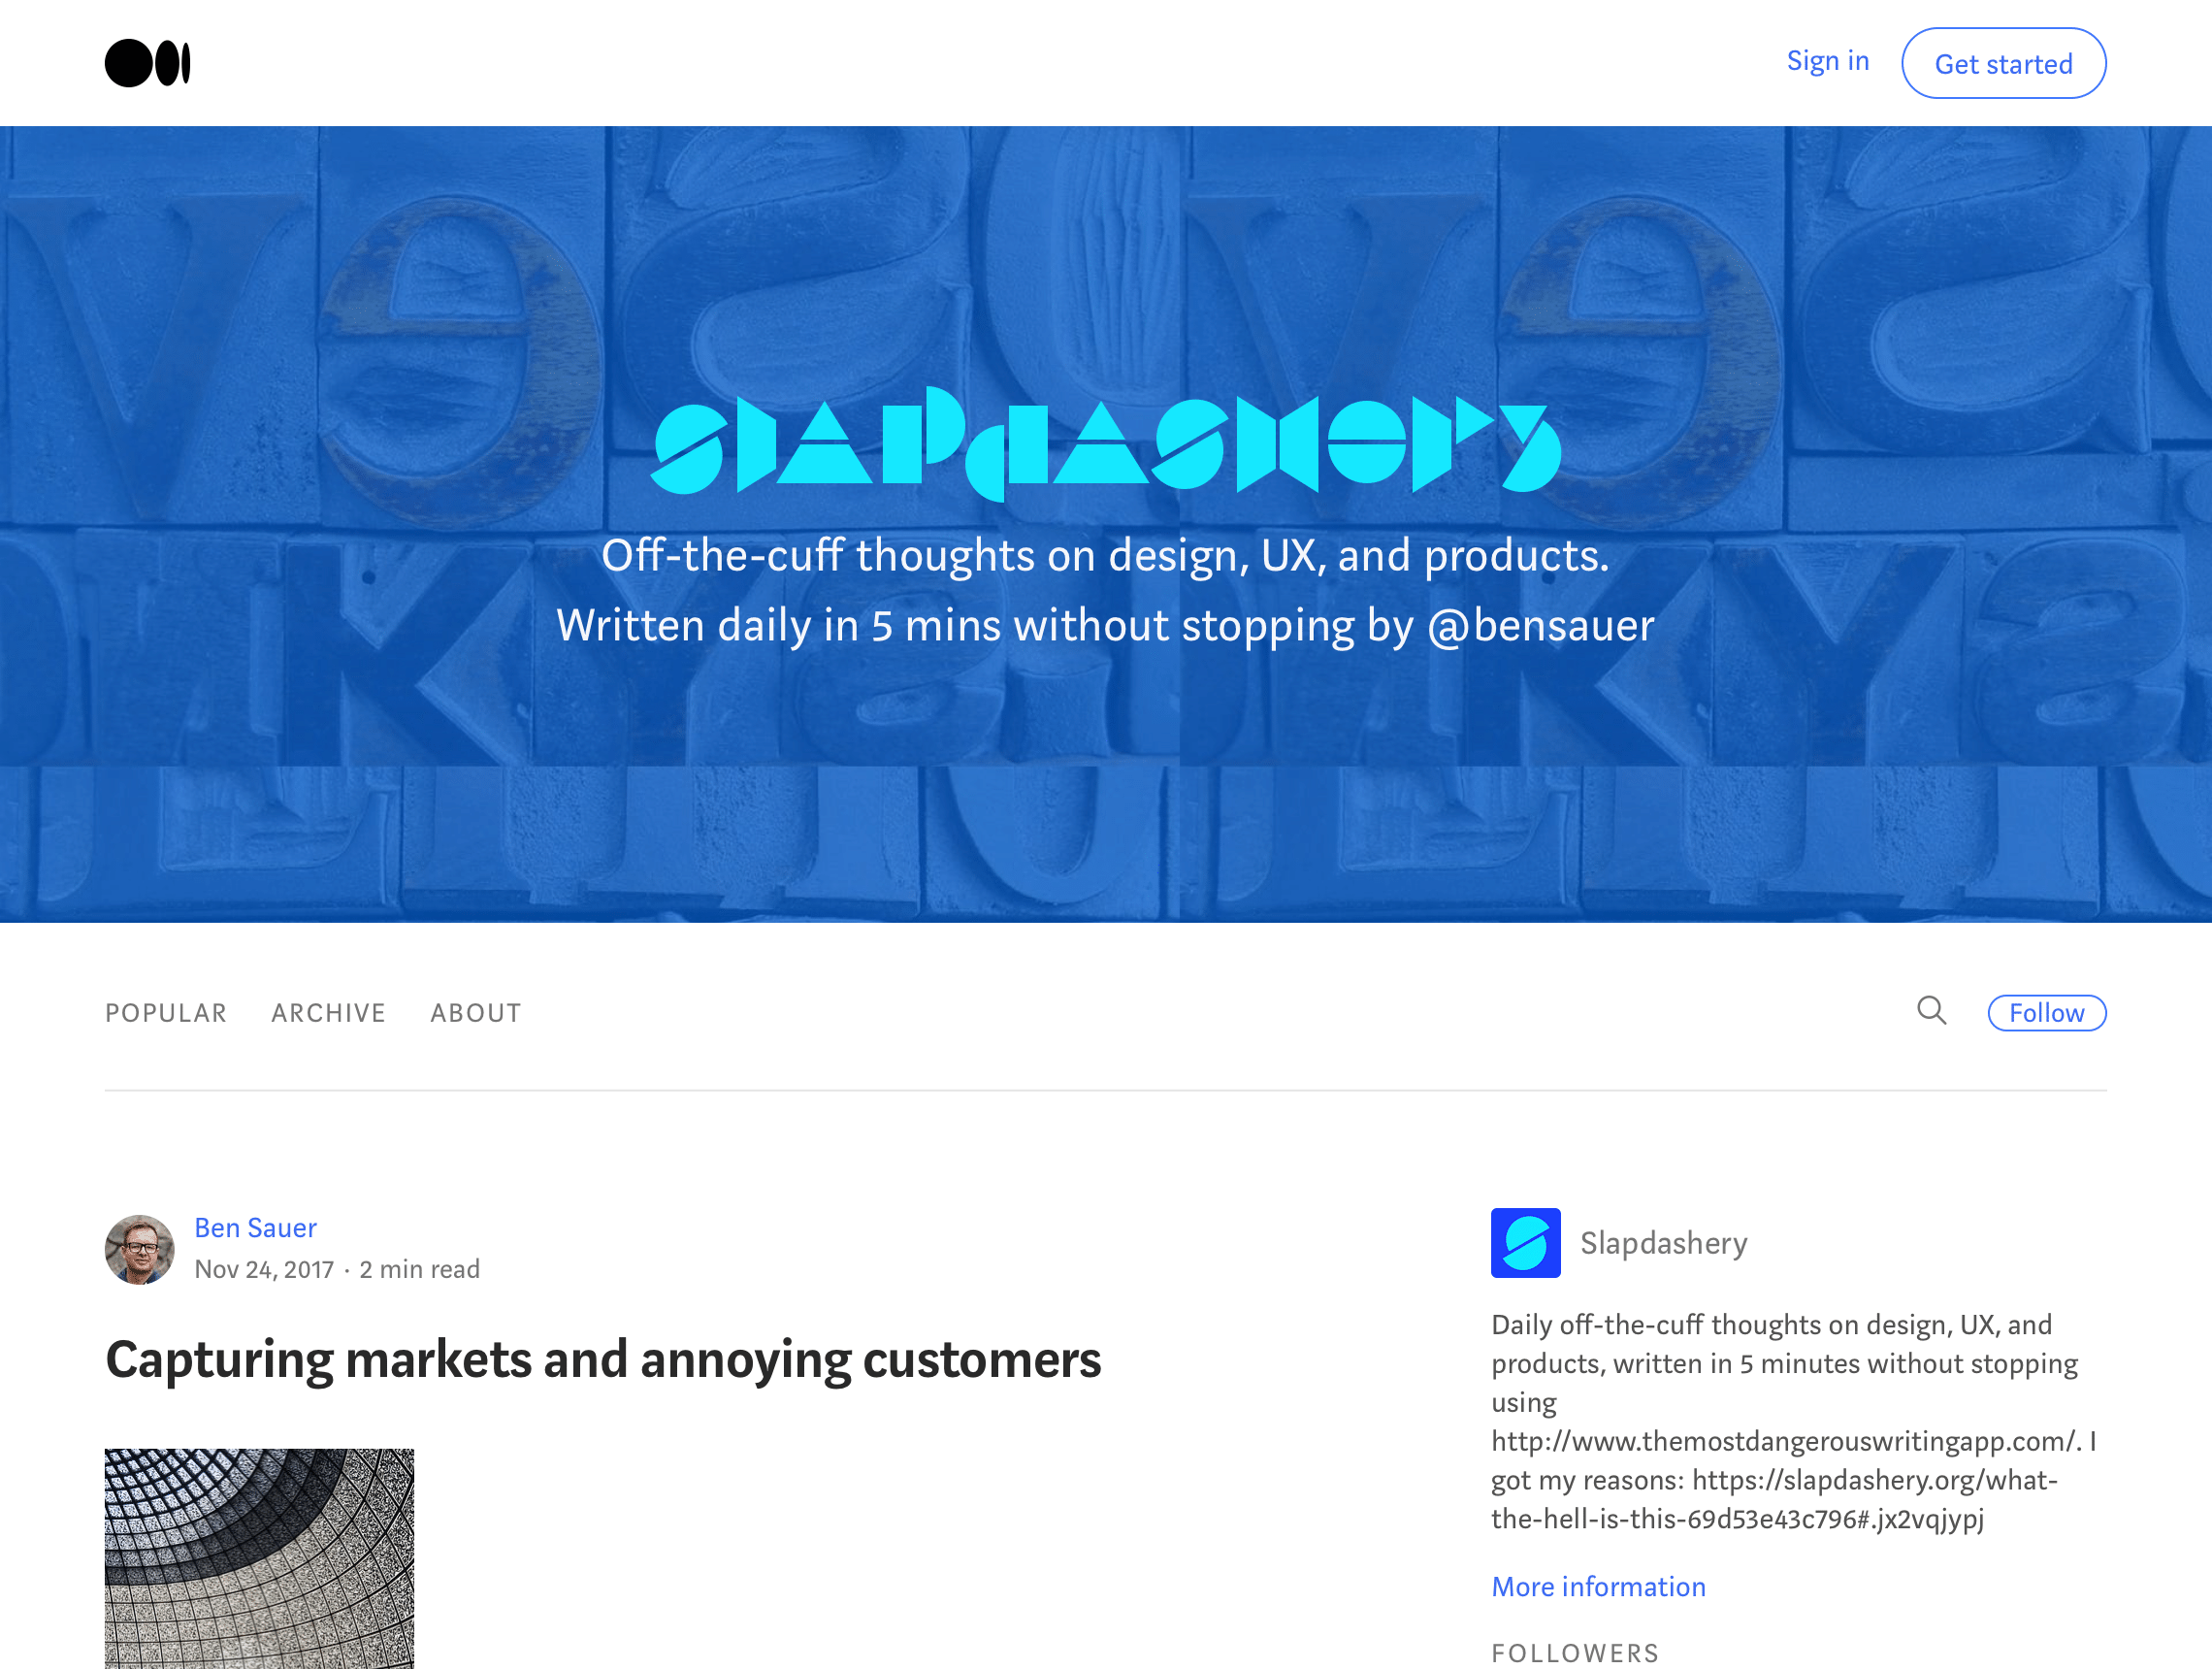 Sign in
Get started
slapdashery
Off-the-cuff thoughts on design, UX, and products.
Written daily in 5 mins without stopping by @bensauer
POPULAR
ARCHIVE
ABOUT
Follow
Ben Sauer
Nov 24, 2017 · 2 min read
Capturing markets and annoying customers
Slapdashery
Daily off-the-cuff thoughts on design, UX, and
products, written in 5 minutes without stopping
using
http://www.themostdangerouswritingapp.com/. I
got my reasons: https://slapdashery.org/what-
the-hell-is-this-69d53e43c796#.jx2vqjypj
More information
FOLLOWERS